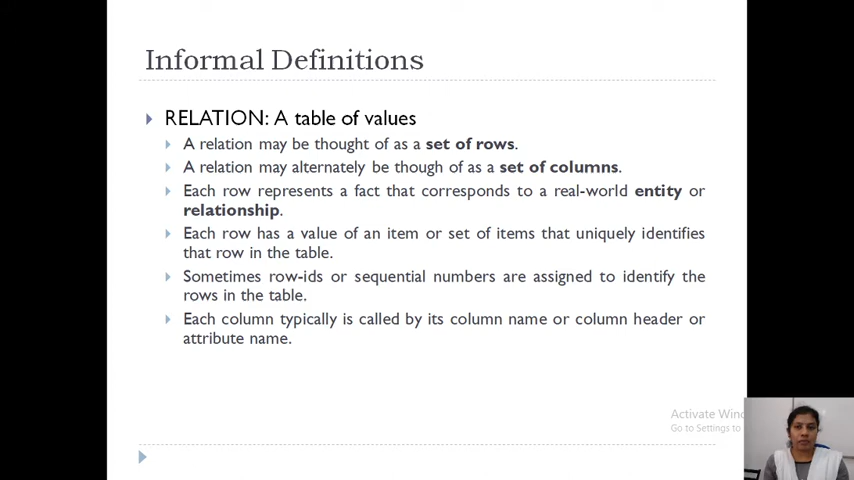 Informal Definitions
RELATION: A table of values
A relation may be thought of as a set of rows.
A relation may alternately be though of as a set of columns.
Each row represents a fact that corresponds to a real-world entity or
relationship.
Each row has a value of an item or set of items that uniquely identifies
that row in the table.
Sometimes row-ids or sequential numbers are assigned to identify the
rows in the table.
Each column typically is called by its column name or column header or
attribute name.
Activate Winc
Go to Settings to